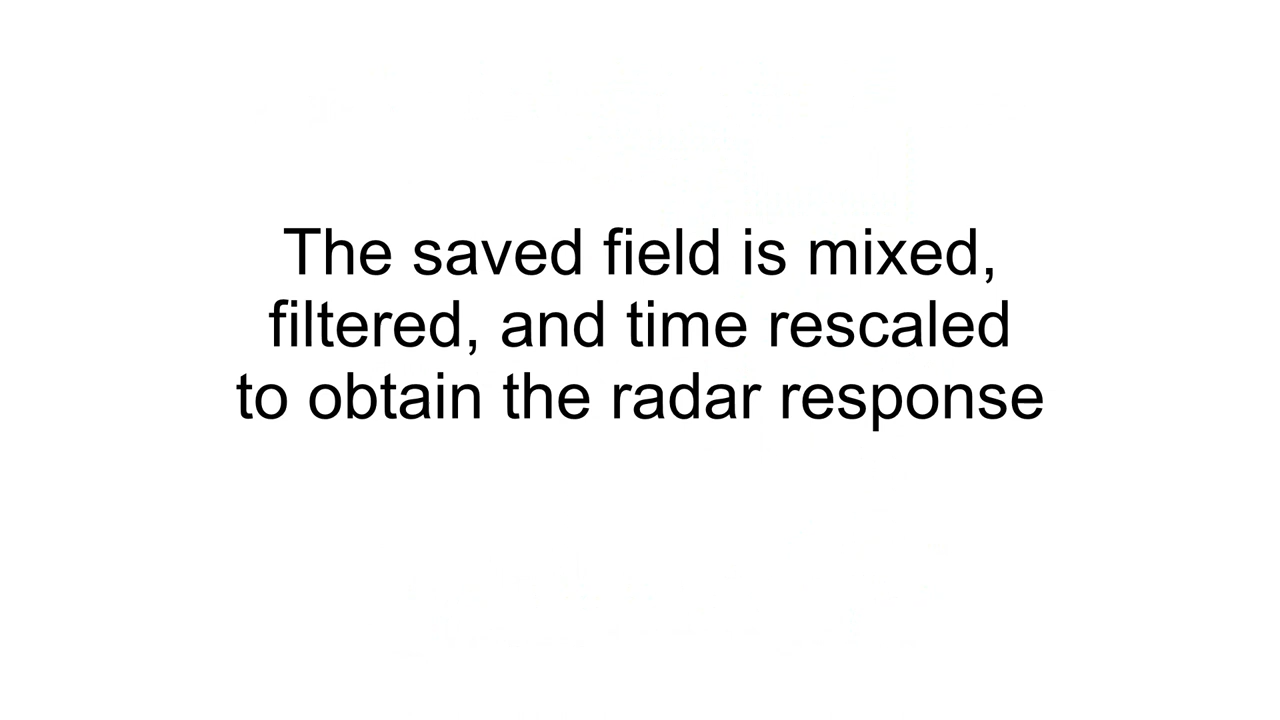 The saved field is mixed,
filtered, and time rescaled
to obtain the radar response